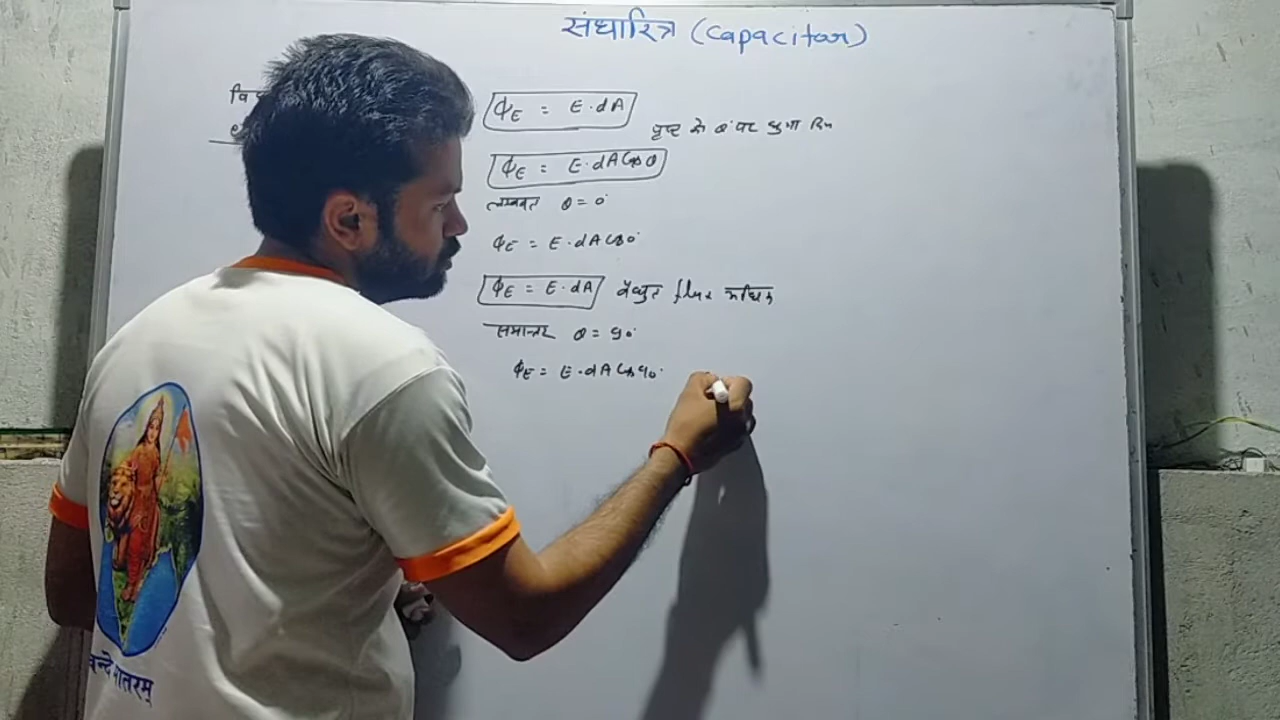 संधारित्र (Capacitor)
वि
ΦE = E·dA
पृष्ट को θ° पर घुमा दिया
ΦE = E·dA Cos θ
लम्बवत θ = 0°
ΦE = E·dA Cos 0°
ΦE = E·dA वैधुत flux अधिक
समान्तर θ = 90°
ΦE = E·dA Cos 90°
वन्दे मातरम्